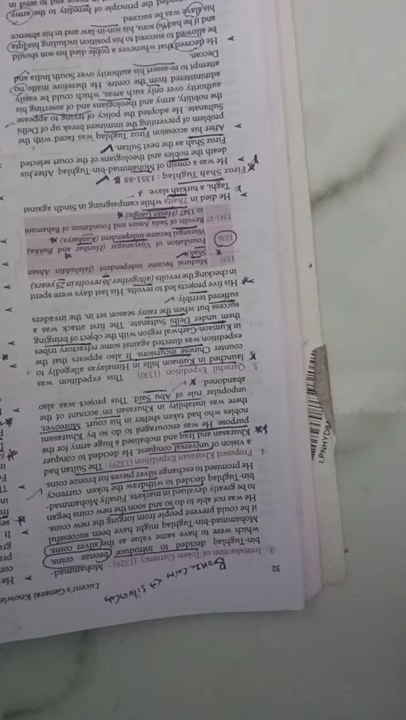 52
Lucent's General Knowle
Bronze coin
3. Introduction of Token Currency (1329) : Mohammad-
bin-Tughlaq decided to introduce bronze coins,
which were to have same value as the silver coins.
Mohammad-bin-Tughlaq might have been successful
if he could prevent people from forging the new coins.
He was not able to do so and soon the new coins began
to be greatly devalued in markets. Finally Mohammad-
bin-Tughlaq decided to withdraw the token currency.
He promised to exchange silver pieces for bronze coins.
4. Proposed Khurasan Expedition (1329) : The Sultan had
a vision of universal conquest. He decided to conquer
Khurasan and Iraq and mobilised a huge army for the
purpose. He was encouraged to do so by Khurasani
nobles who had taken shelter in his court. Moreover,
there was instability in Khurasan on account of the
unpopular rule of Abu Said. This project was also
abandoned.
5. Qarachil Expedition (1330) : This expedition was
launched in Kumaon hills in Himalayas allegedly to
counter Chinese incursions. It also appears that the
expedition was directed against some refractory tribes
in Kumaon-Garhwal region with the object of bringing
them under Delhi Sultanate. The first attack was a
success but when the rainy season set in, the invaders
suffered terribly.
His five projects led to revolts. His last days were spent
in checking the revolts (altogether 36 revolts in 25 years)
1335 Mudurai became independent (Jalaluddin Ahsan
Shah)
1336 Foundation of Vijayanagar (Harihar and Bukka),
Warangal became independent (Kanhaiya)
1341-47 Revolts of Sada Amirs and Foundation of Bahamani
in 1347 (Hasan Gangu)
He died in Thatta while campaigning in Sindh against
Taghi, a turkish slave.
Firoz Shah Tughlaq : 1351-88
He was a cousin of Mohammad-bin-Tughlaq. After his
death the nobles and theologians of the court selected
Firoz Shah as the next Sultan.
After his accession Firoz Tughlaq was faced with the
problem of preventing the imminent break up of Delhi
Sultanate. He adopted the policy of trying to appease
the nobility, army and theologians and of asserting his
authority over only such areas, which could be easily
administered from the centre. He therefore made no
attempt to re-assert his authority over South India and
Deccan.
He decreed that whenever a noble died his son should
be allowed to succeed to his position including his Iqta
and if he had no sons, his son-in-law and in his absence
his slave was to succeed.
the principle of heredity to the army.